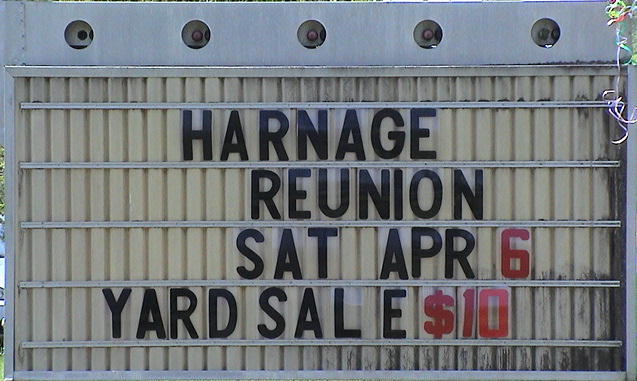 HARNAGE
REUNION
SAT APR 6
YARD SALE $10